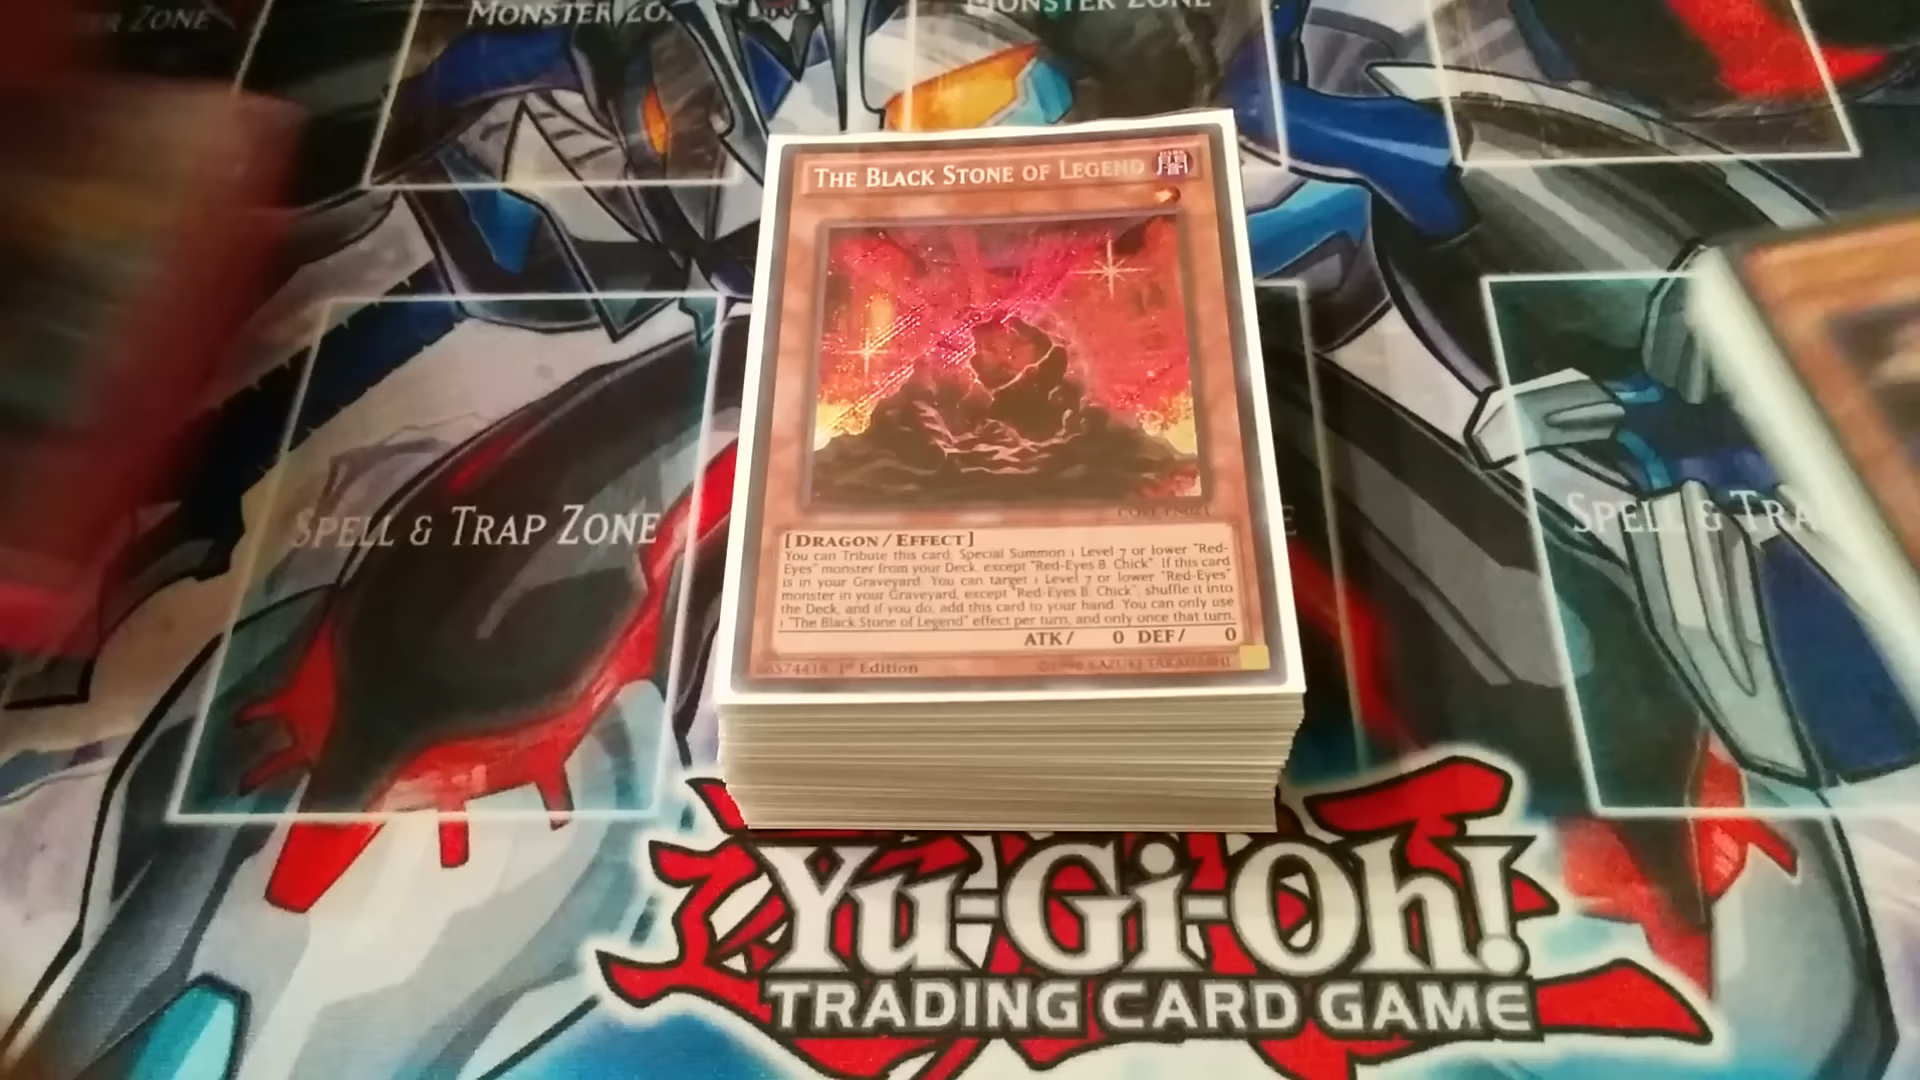 MONSTER ZO
MONSTER ZONE
ER ZONE
THE BLACK STONE OF LEGEND
SPELL & TRAP ZONE
SPELL & TRA
[DRAGON/EFFECT]
You can Tribute this card; Special Summon 1 Level 7 or lower "Red-
Eyes" monster from your Deck, except "Red-Eyes B. Chick". If this card
is in your Graveyard: You can target 1 Level 7 or lower "Red-Eyes"
monster in your Graveyard, except "Red-Eyes B. Chick"; shuffle it into
the Deck, and if you do, add this card to your hand. You can only use
1 "The Black Stone of Legend" effect per turn, and only once that turn.
ATK/ 0 DEF/ 0
1st Edition
©1996 KAZUKI TAKAHASHI
Yu-Gi-Oh!
TRADING CARD GAME